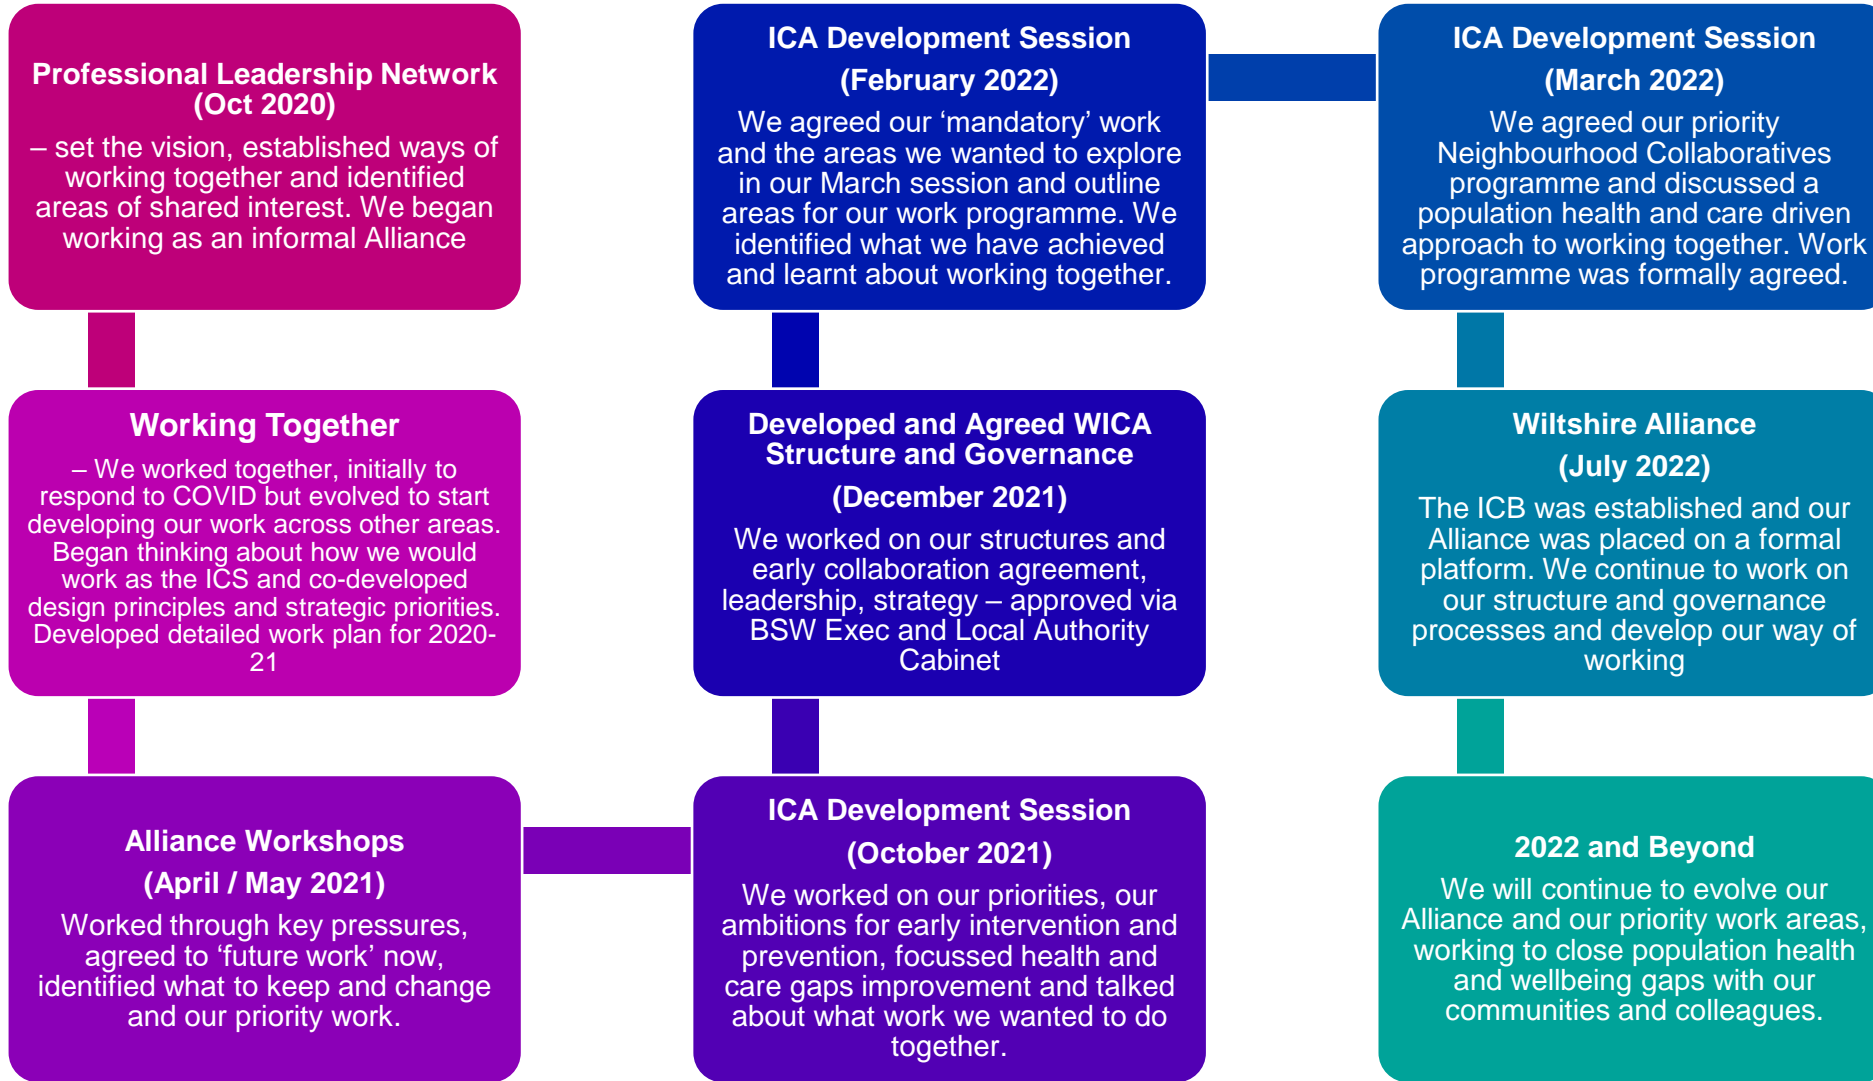 Professional Leadership Network
(Oct 2020)
– set the vision, established ways of
working together and identified
areas of shared interest. We began
working as an informal Alliance
Working Together
– We worked together, initially to
respond to COVID but evolved to start
developing our work across other areas.
Began thinking about how we would
work as the ICS and co-developed
design principles and strategic priorities.
Developed detailed work plan for 2020-
21
Alliance Workshops
(April / May 2021)
Worked through key pressures,
agreed to ‘future work’ now,
identified what to keep and change
and our priority work.
ICA Development Session
(October 2021)
We worked on our priorities, our
ambitions for early intervention and
prevention, focussed health and
care gaps improvement and talked
about what work we wanted to do
together.
Developed and Agreed WICA
Structure and Governance
(December 2021)
We worked on our structures and
early collaboration agreement,
leadership, strategy – approved via
BSW Exec and Local Authority
Cabinet
ICA Development Session
(February 2022)
We agreed our ‘mandatory’ work
and the areas we wanted to explore
in our March session and outline
areas for our work programme. We
identified what we have achieved
and learnt about working together.
ICA Development Session
(March 2022)
We agreed our priority
Neighbourhood Collaboratives
programme and discussed a
population health and care driven
approach to working together. Work
programme was formally agreed.
Wiltshire Alliance
(July 2022)
The ICB was established and our
Alliance was placed on a formal
platform. We continue to work on
our structure and governance
processes and develop our way of
working
2022 and Beyond
We will continue to evolve our
Alliance and our priority work areas,
working to close population health
and wellbeing gaps with our
communities and colleagues.